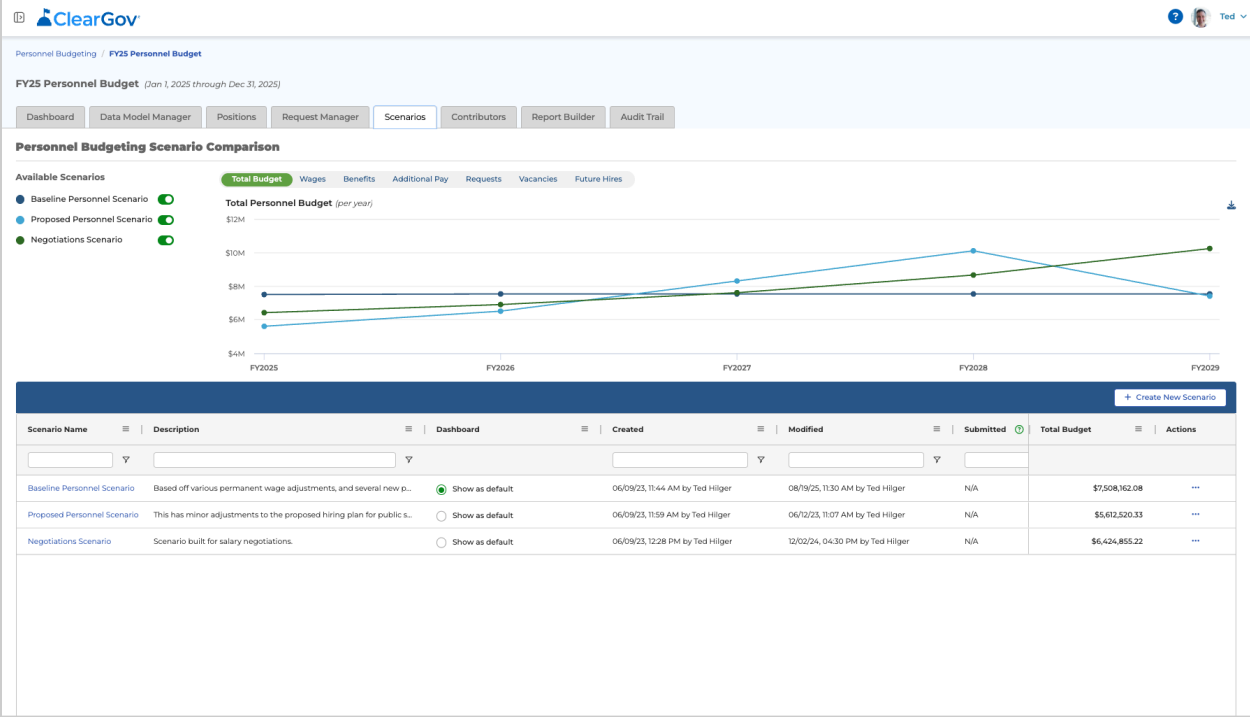 ClearGov
? Ted
Personnel Budgeting / FY25 Personnel Budget
FY25 Personnel Budget (Jan 1, 2025 through Dec 31, 2025)
Dashboard Data Model Manager Positions Request Manager Scenarios Contributors Report Builder Audit Trail
Personnel Budgeting Scenario Comparison
Available Scenarios
Baseline Personnel Scenario
Proposed Personnel Scenario
Negotiations Scenario
Total Budget Wages Benefits Additional Pay Requests Vacancies Future Hires
Total Personnel Budget (per year)
$12M
$10M
$8M
$6M
$4M
FY2025 FY2026 FY2027 FY2028 FY2029
+ Create New Scenario
Scenario Name Description Dashboard Created Modified Submitted ? Total Budget Actions
Baseline Personnel Scenario Based off various permanent wage adjustments, and several new p... Show as default 06/09/23, 11:44 AM by Ted Hilger 08/19/25, 11:30 AM by Ted Hilger N/A $7,508,162.08 ...
Proposed Personnel Scenario This has minor adjustments to the proposed hiring plan for public s... Show as default 06/09/23, 11:59 AM by Ted Hilger 06/12/23, 11:07 AM by Ted Hilger N/A $5,612,520.33 ...
Negotiations Scenario Scenario built for salary negotiations. Show as default 06/09/23, 12:28 PM by Ted Hilger 12/02/24, 04:30 PM by Ted Hilger N/A $6,424,855.22 ...